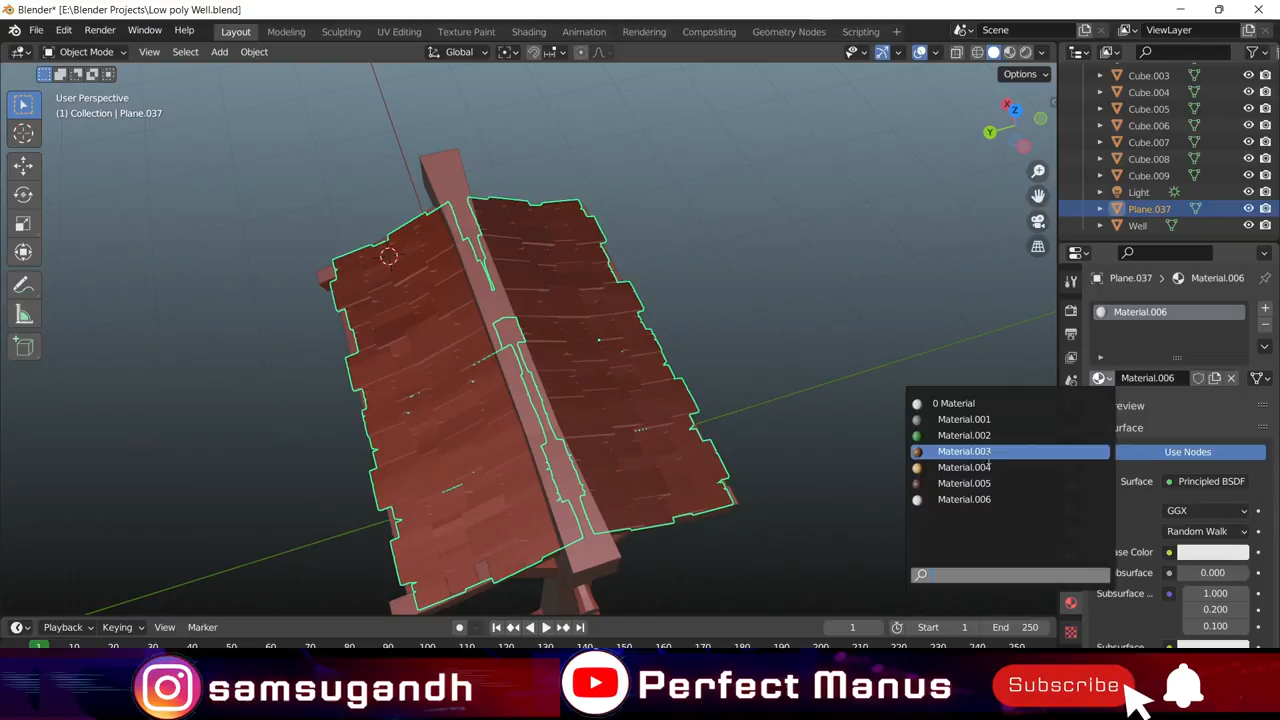 Blender* [E:\Blender Projects\Low poly Well.blend]
File Edit Render Window Help Layout Modeling Sculpting UV Editing Texture Paint Shading Animation Rendering Compositing Geometry Nodes Scripting + Scene ViewLayer
Object Mode View Select Add Object Global
Options
User Perspective
(1) Collection | Plane.037
X
Z
Y
Cube.003
Cube.004
Cube.005
Cube.006
Cube.007
Cube.008
Cube.009
Light
Plane.037
Well
Plane.037 > Material.006
Material.006
Material.006
0 Material
Material.001
Material.002
Material.003
Material.004
Material.005
Material.006
review
urface
Use Nodes
Surface Principled BSDF
GGX
Random Walk
ase Color
ubsurface 0.000
Subsurface ... 1.000
0.200
0.100
Playback Keying View Marker 1 Start 1 End 250
1
samsugandh Perfect Manus Subscribe